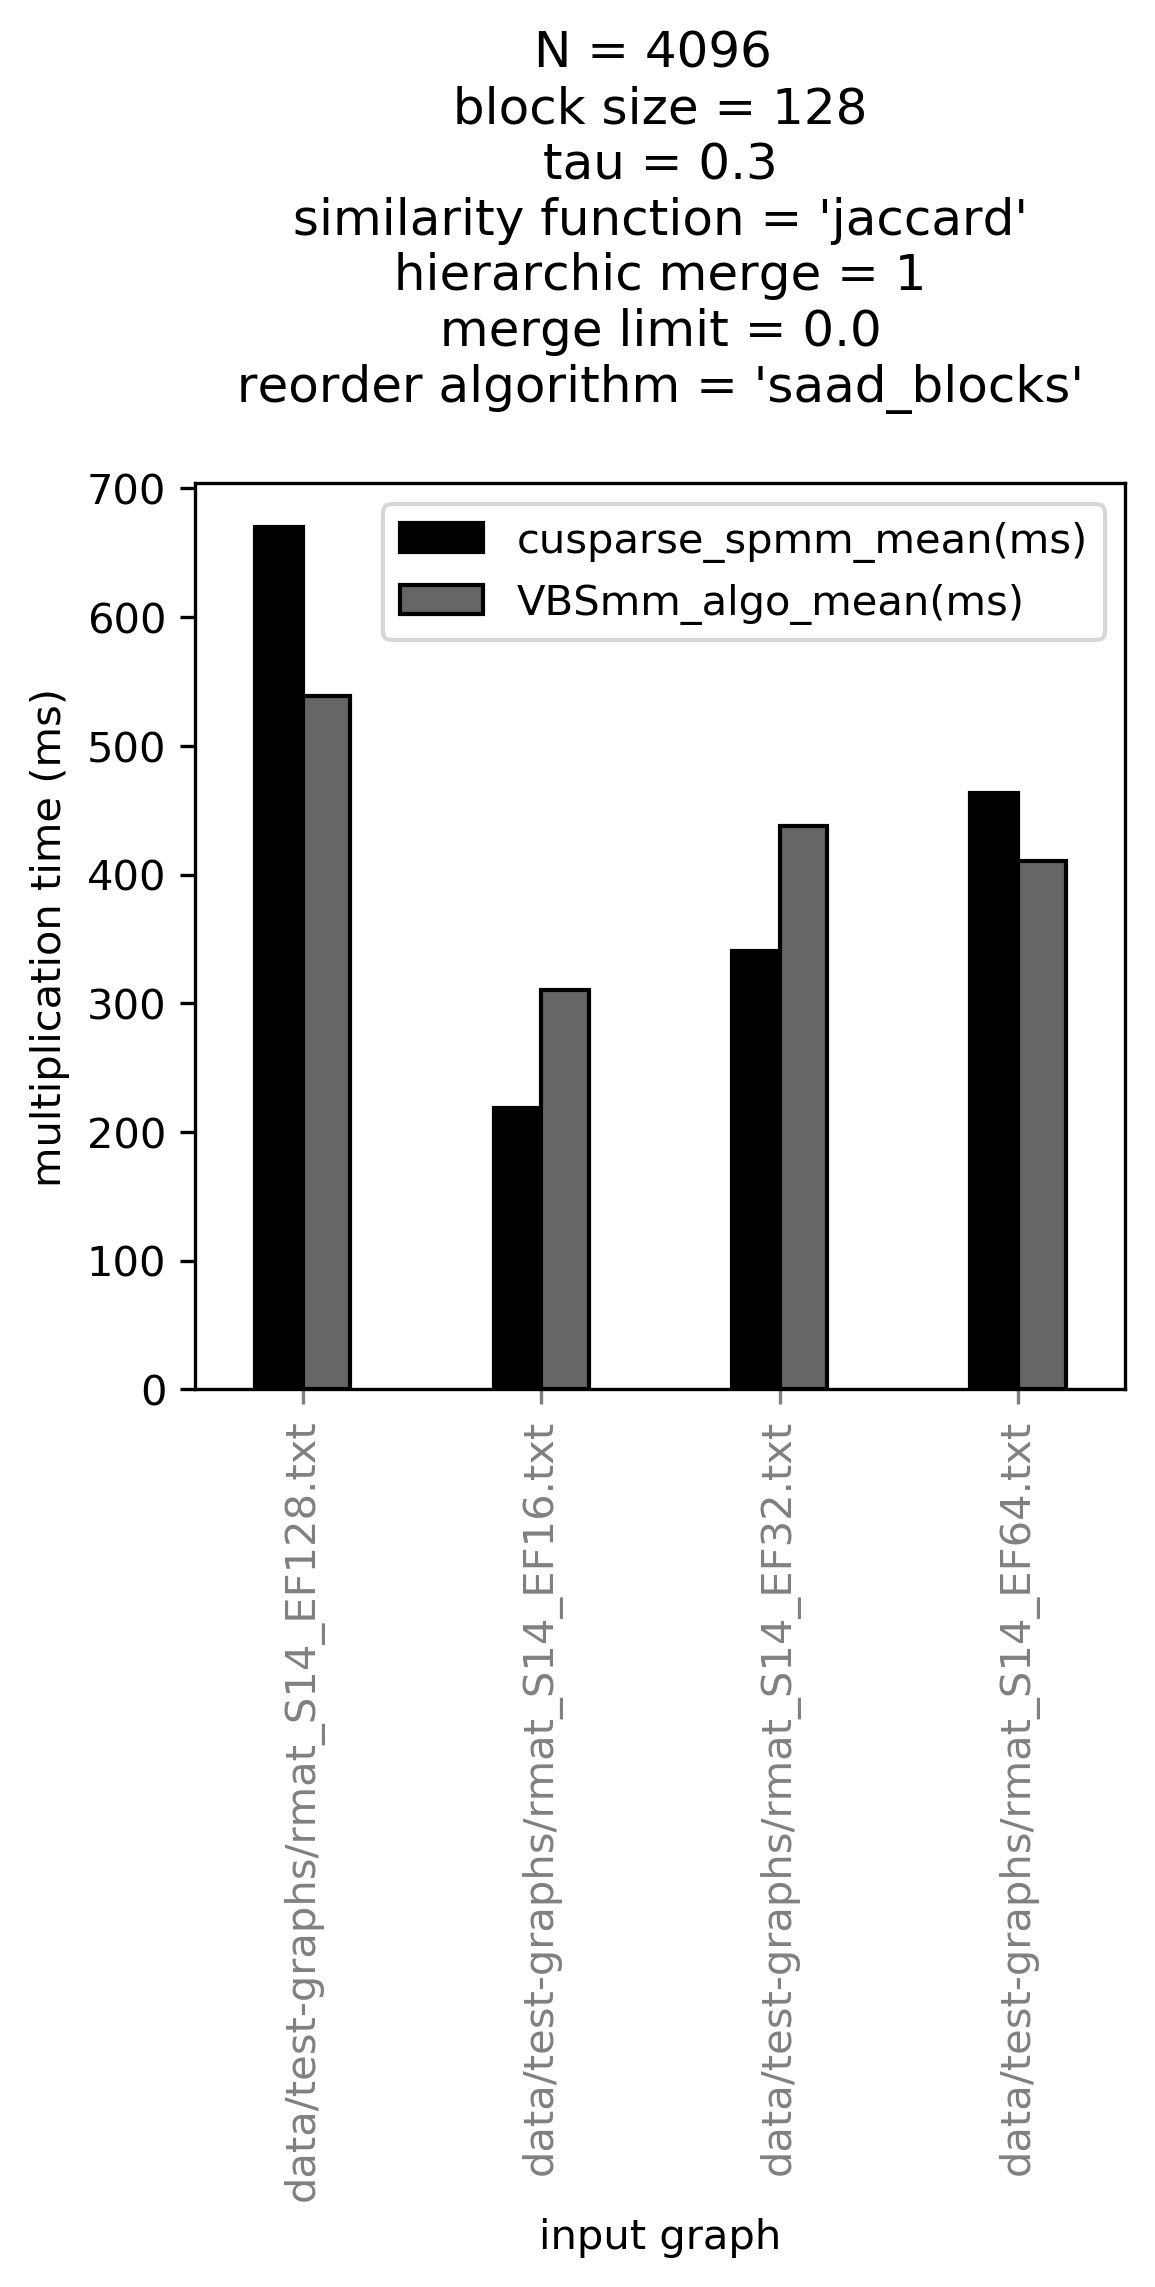 N = 4096
block size = 128
tau = 0.3
similarity function = 'jaccard'
hierarchic merge = 1
merge limit = 0.0
reorder algorithm = 'saad_blocks'
cusparse_spmm_mean(ms)
VBSmm_algo_mean(ms)
multiplication time (ms)
700
600
500
400
300
200
100
0
data/test-graphs/rmat_S14_EF128.txt
data/test-graphs/rmat_S14_EF16.txt
data/test-graphs/rmat_S14_EF32.txt
data/test-graphs/rmat_S14_EF64.txt
input graph